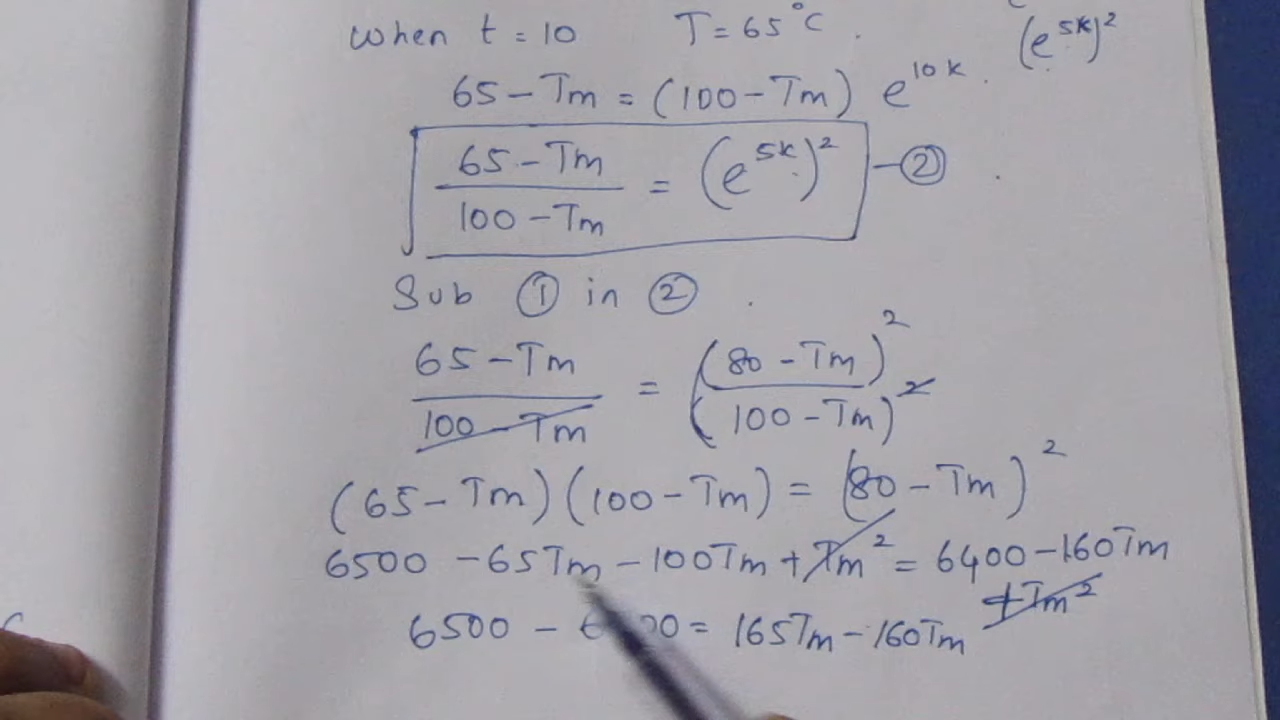 When t = 10 T = 65°C.
(e^5k)^2
65 - Tm = (100 - Tm) e^10k.
65 - Tm / 100 - Tm = (e^5k)^2 - ②
Sub ① in ②.
65 - Tm / 100 - Tm = (80 - Tm)^2 / (100 - Tm)^2
(65 - Tm)(100 - Tm) = (80 - Tm)^2
6500 - 65Tm - 100Tm + Tm^2 = 6400 - 160Tm
+Tm^2
6500 - = 165Tm - 160Tm